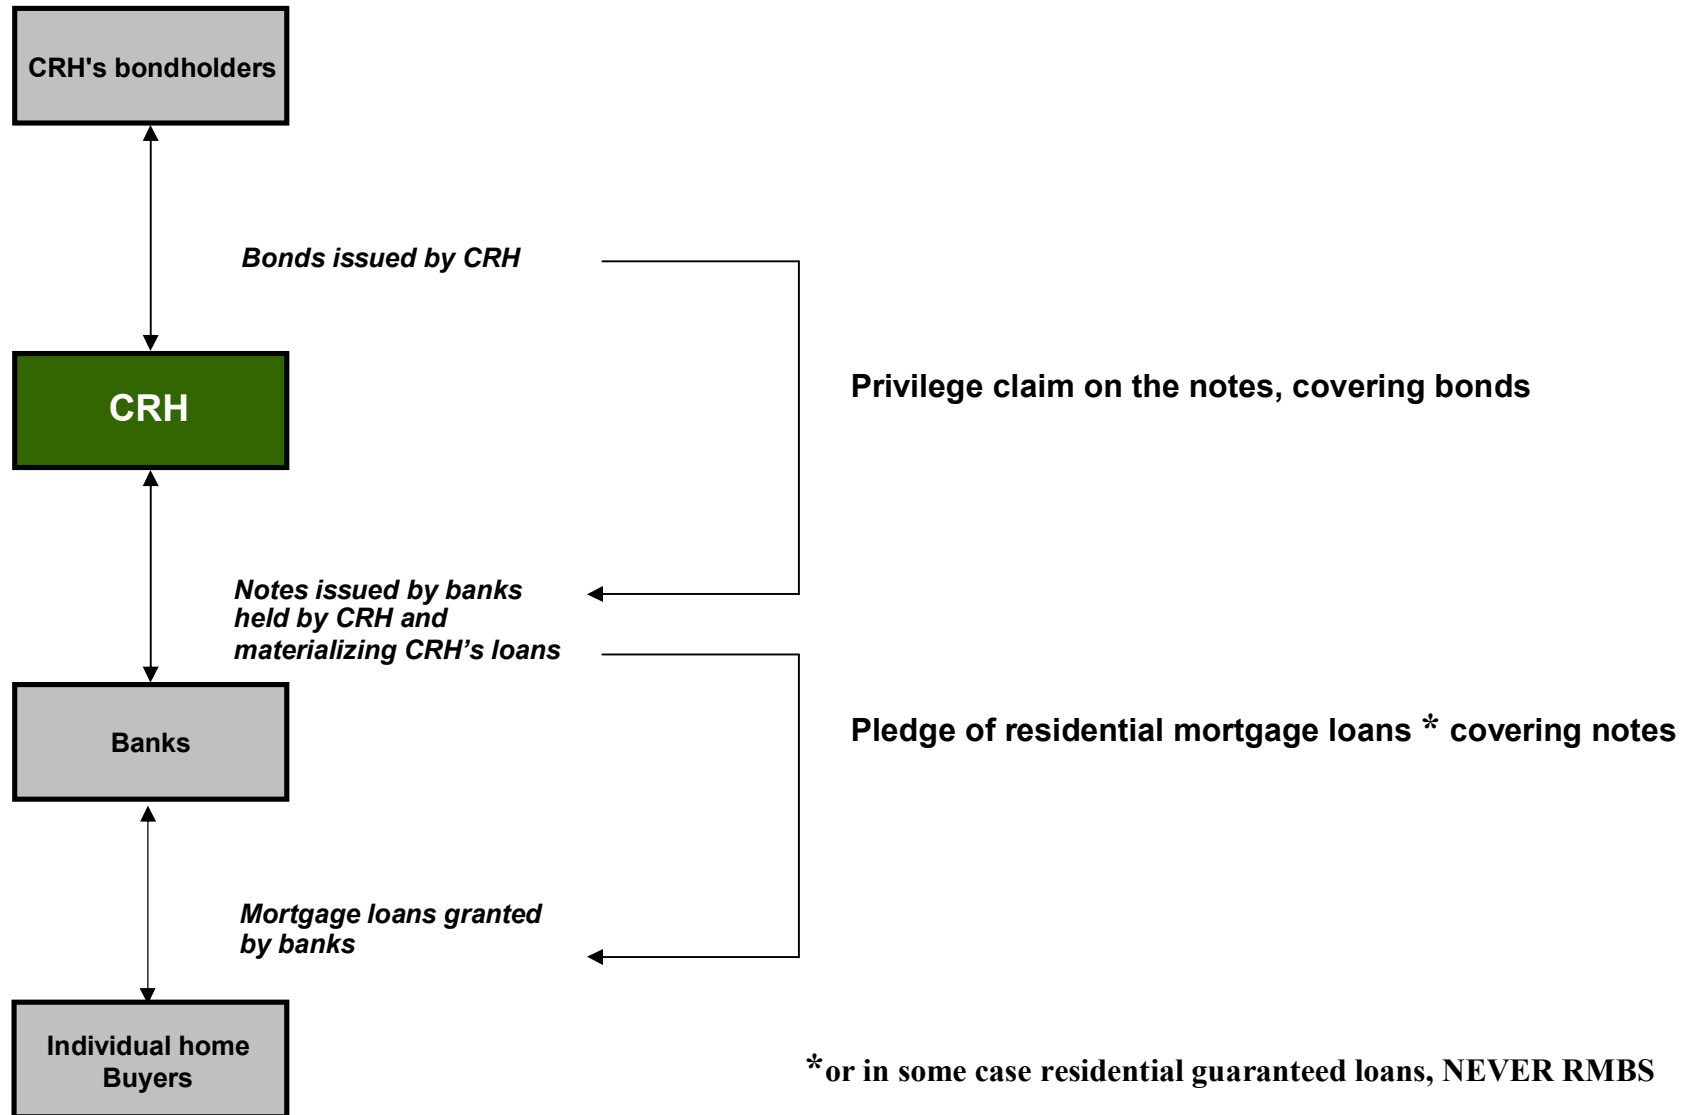 CRH's bondholders
Bonds issued by CRH
Privilege claim on the notes, covering bonds
CRH
Notes issued by banks
held by CRH and
materializing CRH’s loans
Pledge of residential mortgage loans * covering notes
Banks
Mortgage loans granted
by banks
Individual home
Buyers
*or in some case residential guaranteed loans, NEVER RMBS